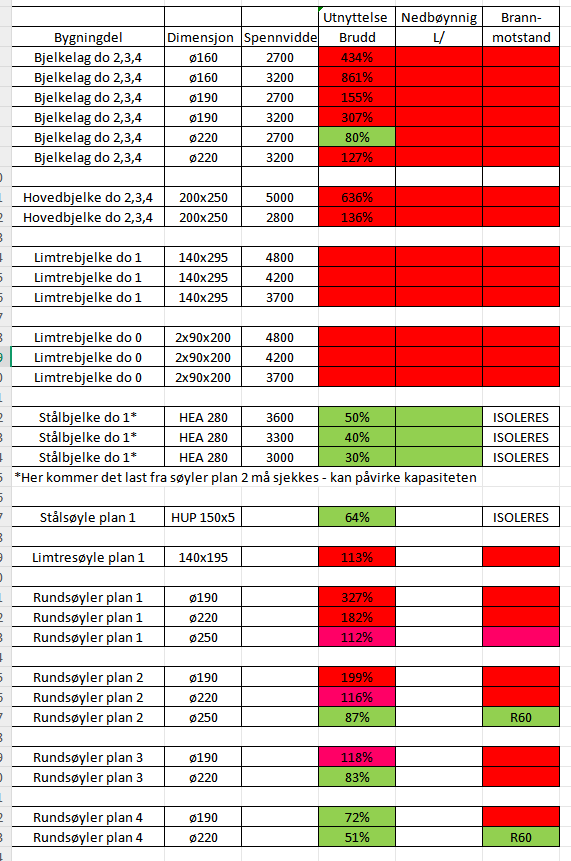 Utnyttelse Nedbøynnig Brann-
Bygningdel Dimensjon Spennvidde Brudd L/ motstand
Bjelkelag do 2,3,4 ø160 2700 434%
Bjelkelag do 2,3,4 ø160 3200 861%
Bjelkelag do 2,3,4 ø190 2700 155%
Bjelkelag do 2,3,4 ø190 3200 307%
Bjelkelag do 2,3,4 ø220 2700 80%
Bjelkelag do 2,3,4 ø220 3200 127%
Hovedbjelke do 2,3,4 200x250 5000 636%
Hovedbjelke do 2,3,4 200x250 2800 136%
Limtrebjelke do 1 140x295 4800
Limtrebjelke do 1 140x295 4200
Limtrebjelke do 1 140x295 3700
Limtrebjelke do 0 2x90x200 4800
Limtrebjelke do 0 2x90x200 4200
Limtrebjelke do 0 2x90x200 3700
Stålbjelke do 1* HEA 280 3600 50% ISOLERES
Stålbjelke do 1* HEA 280 3300 40% ISOLERES
Stålbjelke do 1* HEA 280 3000 30% ISOLERES
*Her kommer det last fra søyler plan 2 må sjekkes - kan påvirke kapasiteten
Stålsøyle plan 1 HUP 150x5 64% ISOLERES
Limtresøyle plan 1 140x195 113%
Rundsøyler plan 1 ø190 327%
Rundsøyler plan 1 ø220 182%
Rundsøyler plan 1 ø250 112%
Rundsøyler plan 2 ø190 199%
Rundsøyler plan 2 ø220 116%
Rundsøyler plan 2 ø250 87% R60
Rundsøyler plan 3 ø190 118%
Rundsøyler plan 3 ø220 83%
Rundsøyler plan 4 ø190 72%
Rundsøyler plan 4 ø220 51% R60